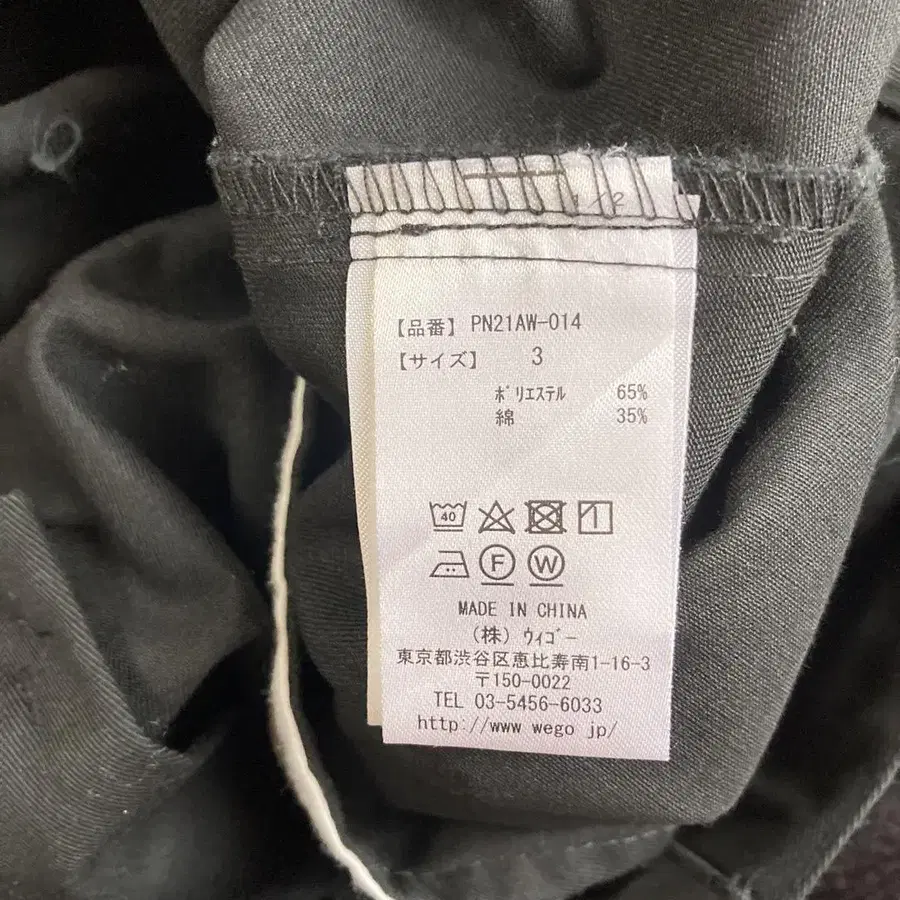 1/2
【品番】 PN21AW-014
【サイズ】 3
ポリエステル 65%
綿 35%
40
F W
MADE IN CHINA
(株) ウィゴー
東京都渋谷区恵比寿南1-16-3
〒150-0022
TEL 03-5456-6033
http://www wego jp/